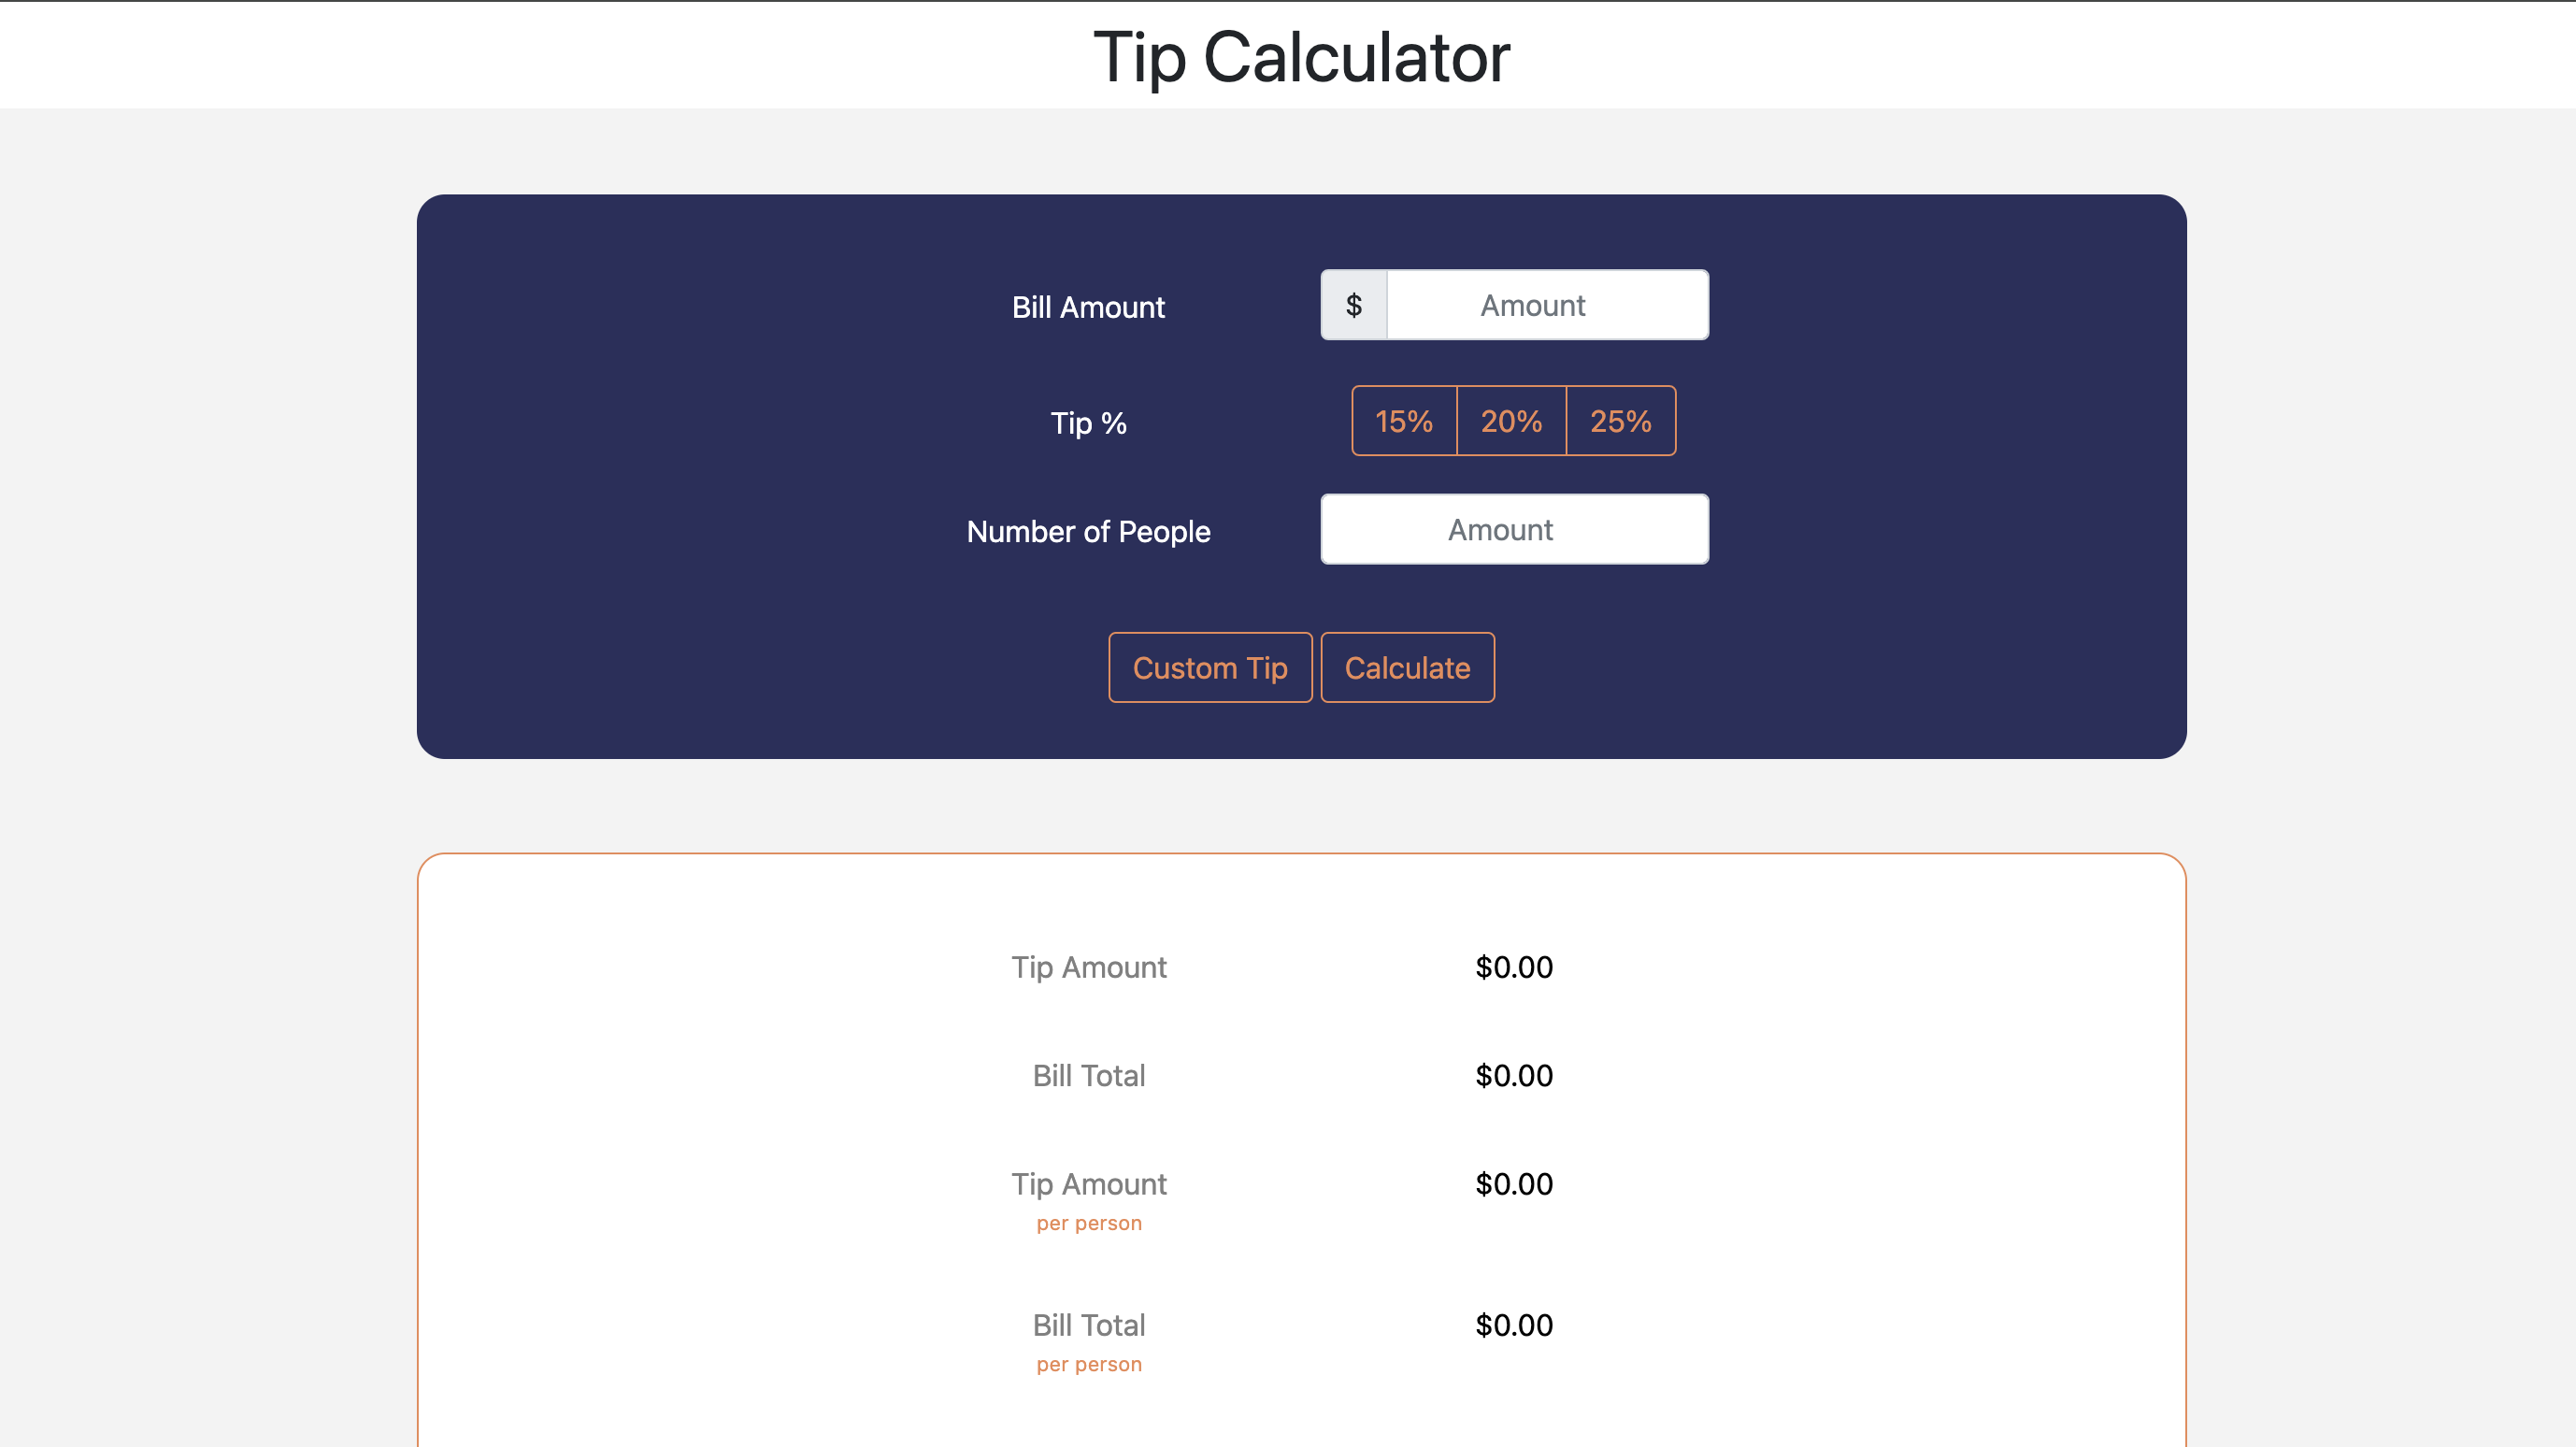 Tip Calculator
Bill Amount $ Amount
Tip % 15% 20% 25%
Number of People Amount
Custom Tip Calculate
Tip Amount $0.00
Bill Total $0.00
Tip Amount $0.00
per person
Bill Total $0.00
per person